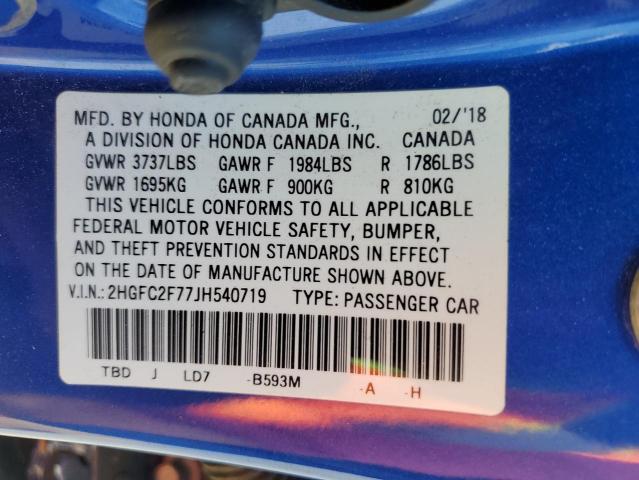 MFD. BY HONDA OF CANADA MFG., 02/'18
A DIVISION OF HONDA CANADA INC. CANADA
GVWR 3737LBS GAWR F 1984LBS R 1786LBS
GVWR 1695KG GAWR F 900KG R 810KG
THIS VEHICLE CONFORMS TO ALL APPLICABLE
FEDERAL MOTOR VEHICLE SAFETY, BUMPER,
AND THEFT PREVENTION STANDARDS IN EFFECT
ON THE DATE OF MANUFACTURE SHOWN ABOVE.
V.I.N.: 2HGFC2F77JH540719 TYPE: PASSENGER CAR
TBD J LD7 -B593M -A -H